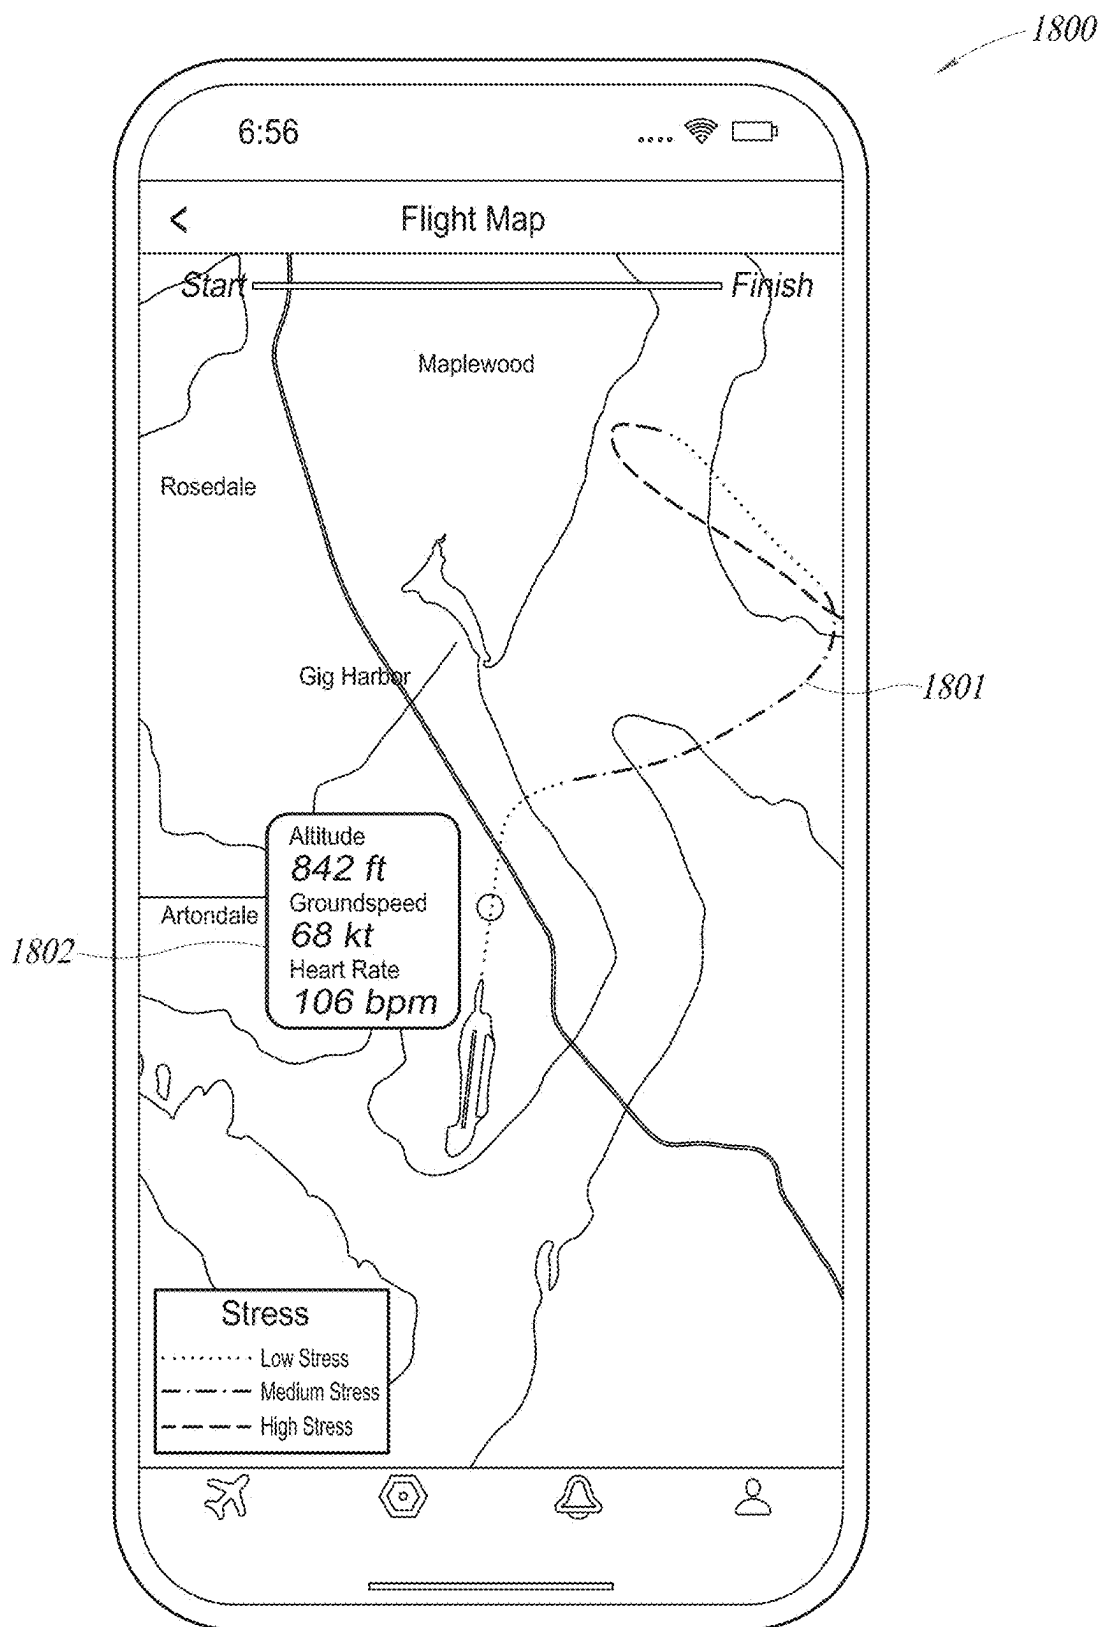 1800
6:56
<
Flight Map
Start
Finish
Maplewood
Rosedale
Gig Harbor
1801
Altitude
842 ft
Groundspeed
68 kt
Heart Rate
106 bpm
Artondale
1802
Stress
Low Stress
Medium Stress
High Stress